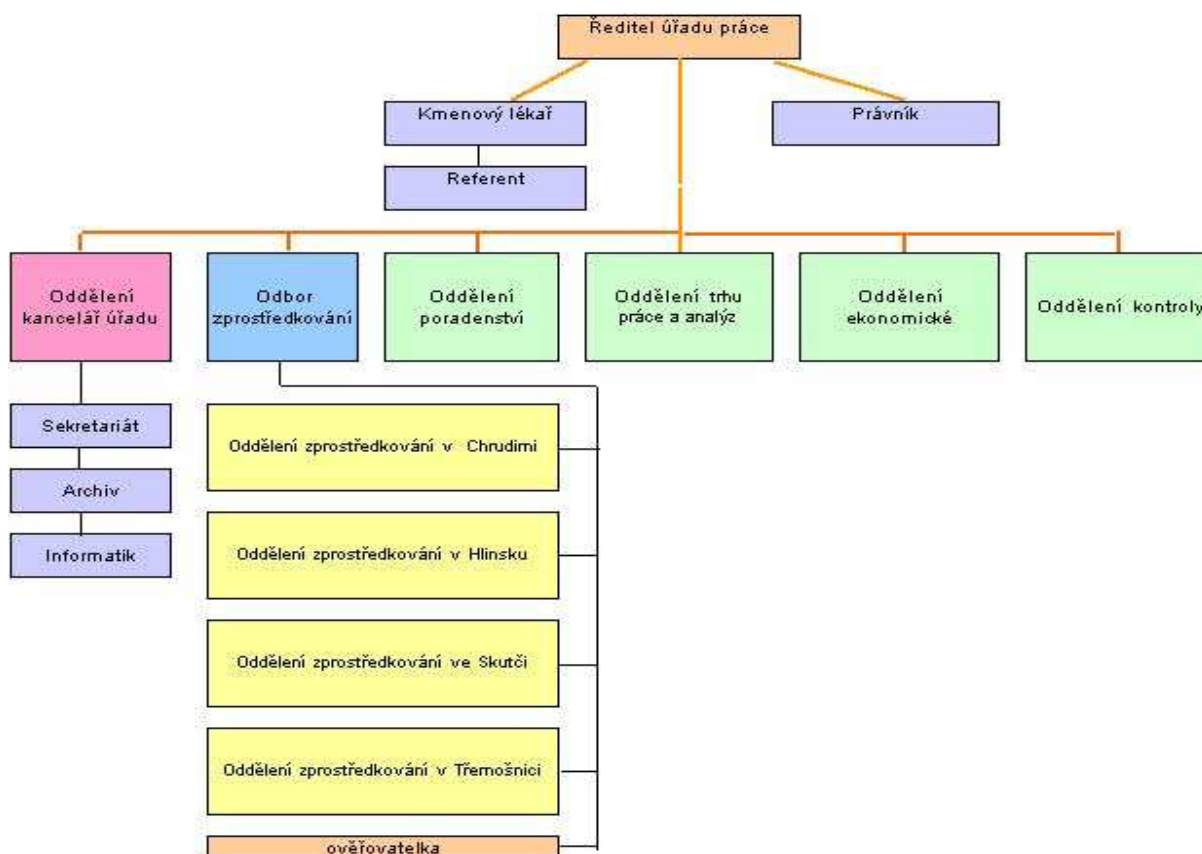 Ředitel úřadu práce
Kmenový lékař
Právník
Referent
Oddělení
kancelář úřadu
Odbor
zprostředkování
Oddělení
poradenství
Oddělení trhu
práce a analýz
Oddělení
ekonomické
Oddělení kontroly
Sekretariát
Archiv
Informatik
Oddělení zprostředkování v Chrudimi
Oddělení zprostředkování v Hlinsku
Oddělení zprostředkování ve Skutči
Oddělení zprostředkování v Třemošnici
ověřovatelka